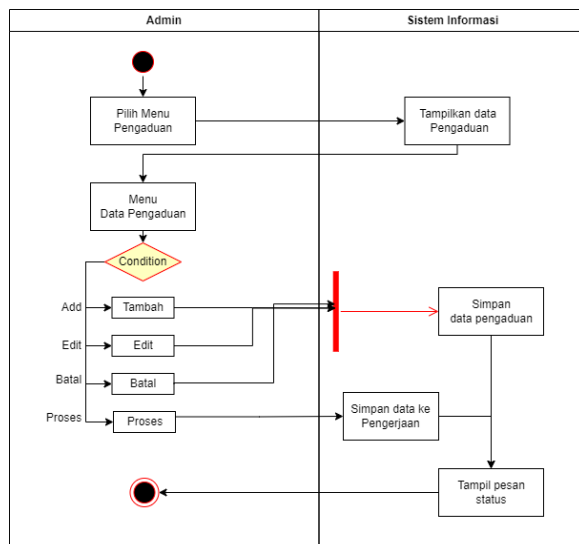 Admin
Sistem Informasi
Pilih Menu
Pengaduan
Tampilkan data
Pengaduan
Menu
Data Pengaduan
Condition
Add
Tambah
Simpan
data pengaduan
Edit
Edit
Batal
Batal
Proses
Proses
Simpan data ke
Pengerjaan
Tampil pesan
status